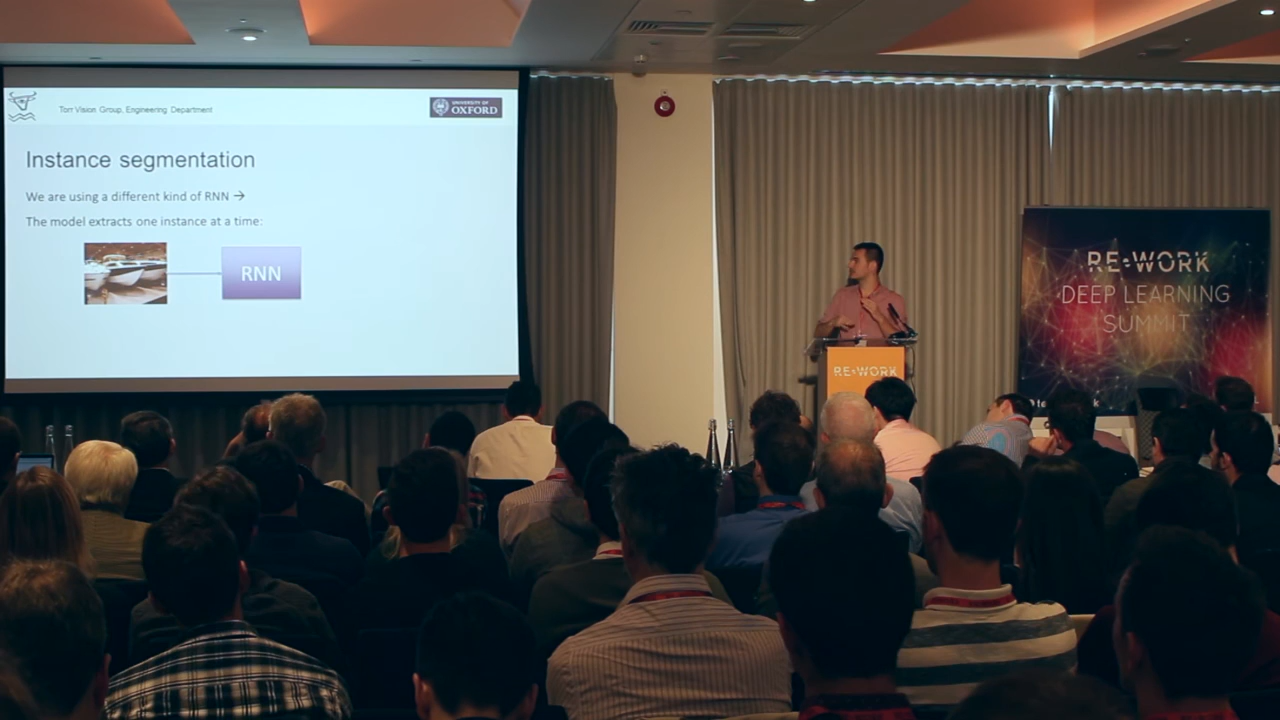 Torr Vision Group, Engineering Department
UNIVERSITY OF
OXFORD
Instance segmentation
We are using a different kind of RNN →
The model extracts one instance at a time:
RNN
RE•WORK
DEEP LEARNING
SUMMIT
RE•WORK